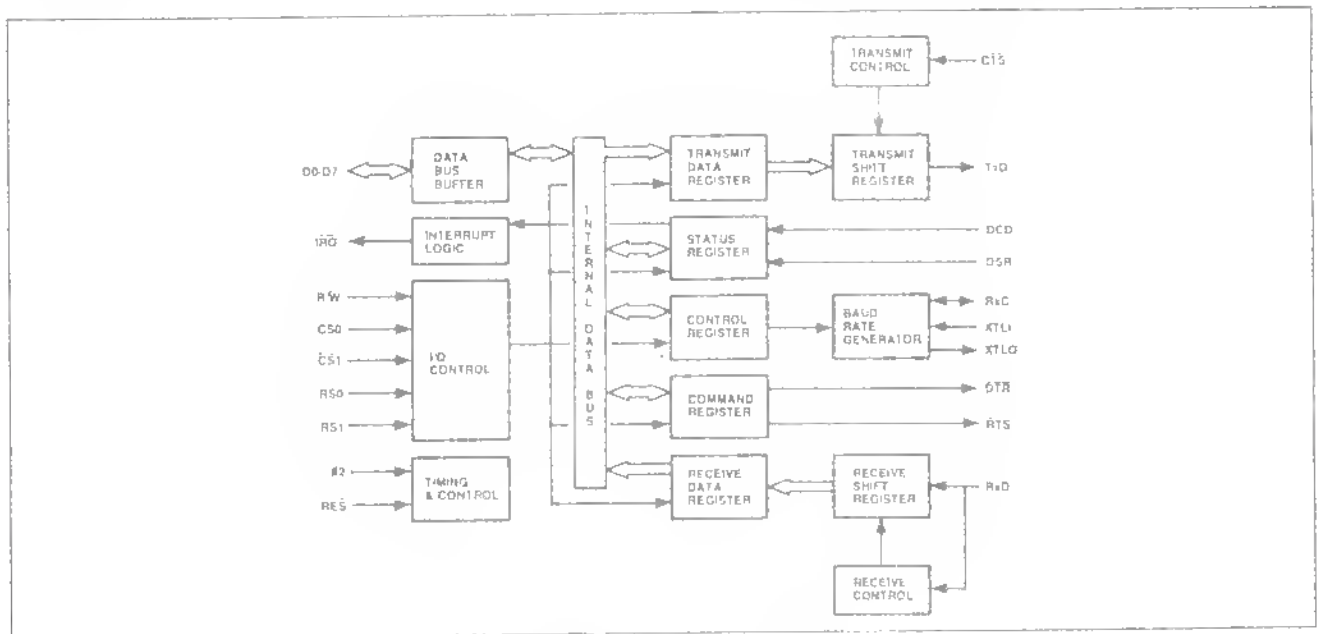 TRANSMIT
CONTROL
CTS
D0-D7
DATA
BUS
BUFFER
TRANSMIT
DATA
REGISTER
TRANSMIT
SHIFT
REGISTER
TxD
IRQ
INTERRUPT
LOGIC
INTERNAL DATA BUS
STATUS
REGISTER
DCD
DSR
R/W
CS0
CS1
RS0
RS1
I/O
CONTROL
CONTROL
REGISTER
BAUD
RATE
GENERATOR
RxC
XTLI
XTLO
COMMAND
REGISTER
DTR
RTS
ø2
RES
TIMING
& CONTROL
RECEIVE
DATA
REGISTER
RECEIVE
SHIFT
REGISTER
RxD
RECEIVE
CONTROL